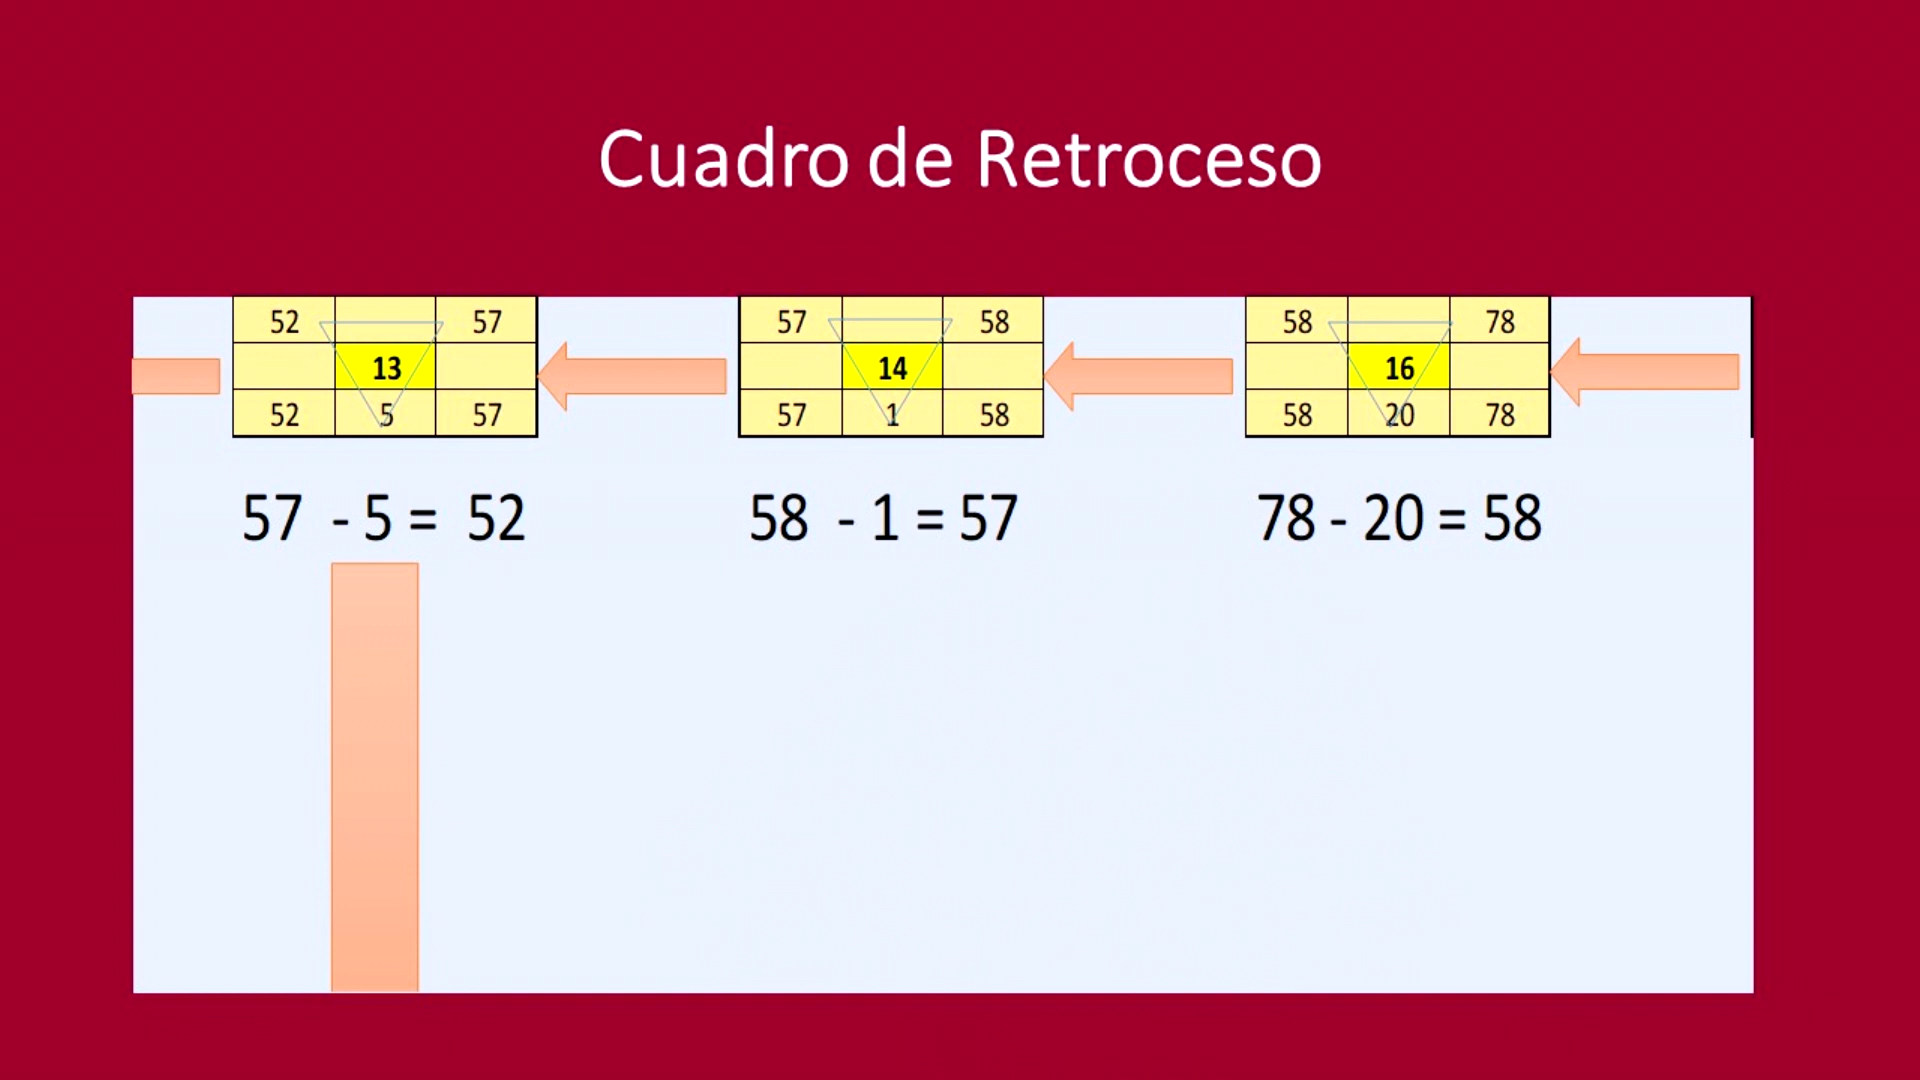 Cuadro de Retroceso
52 57 57 58 58 78
13 14 16
52 5 57 57 1 58 58 20 78
57 - 5 = 52 58 - 1 = 57 78 - 20 = 58